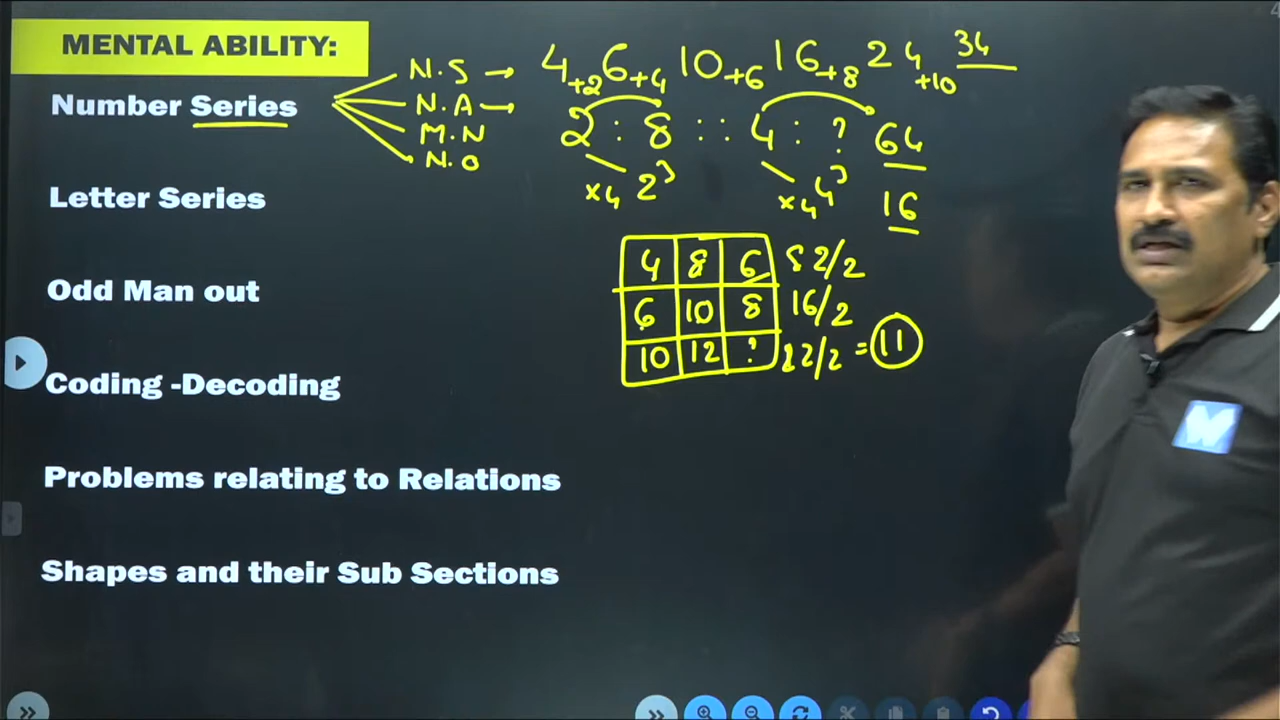 MENTAL ABILITY:
Number Series
N.S → 4 +2 6 +4 10 +6 16 +8 24 +10 34
N.A → 2 : 8 : : 4 : ? 64
M.N
N.O
×4 2³ ×4 4³ 16
4 8 6 12/2
6 10 8 16/2
10 12 ? 22/2 = 11
Letter Series
Odd Man out
Coding -Decoding
Problems relating to Relations
Shapes and their Sub Sections
M